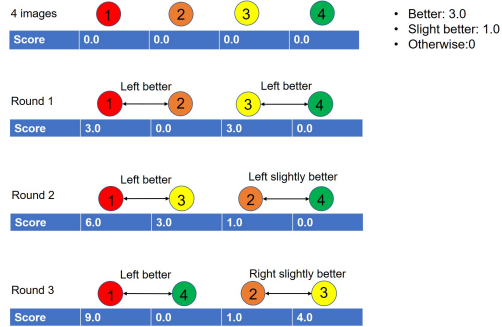 4 images 1 2 3 4
Score 0.0 0.0 0.0 0.0
• Better: 3.0
• Slight better: 1.0
• Otherwise:0
Left better Left better
Round 1 1 2 3 4
Score 3.0 0.0 3.0 0.0
Left better Left slightly better
Round 2 1 3 2 4
Score 6.0 3.0 1.0 0.0
Left better Right slightly better
Round 3 1 4 2 3
Score 9.0 0.0 1.0 4.0